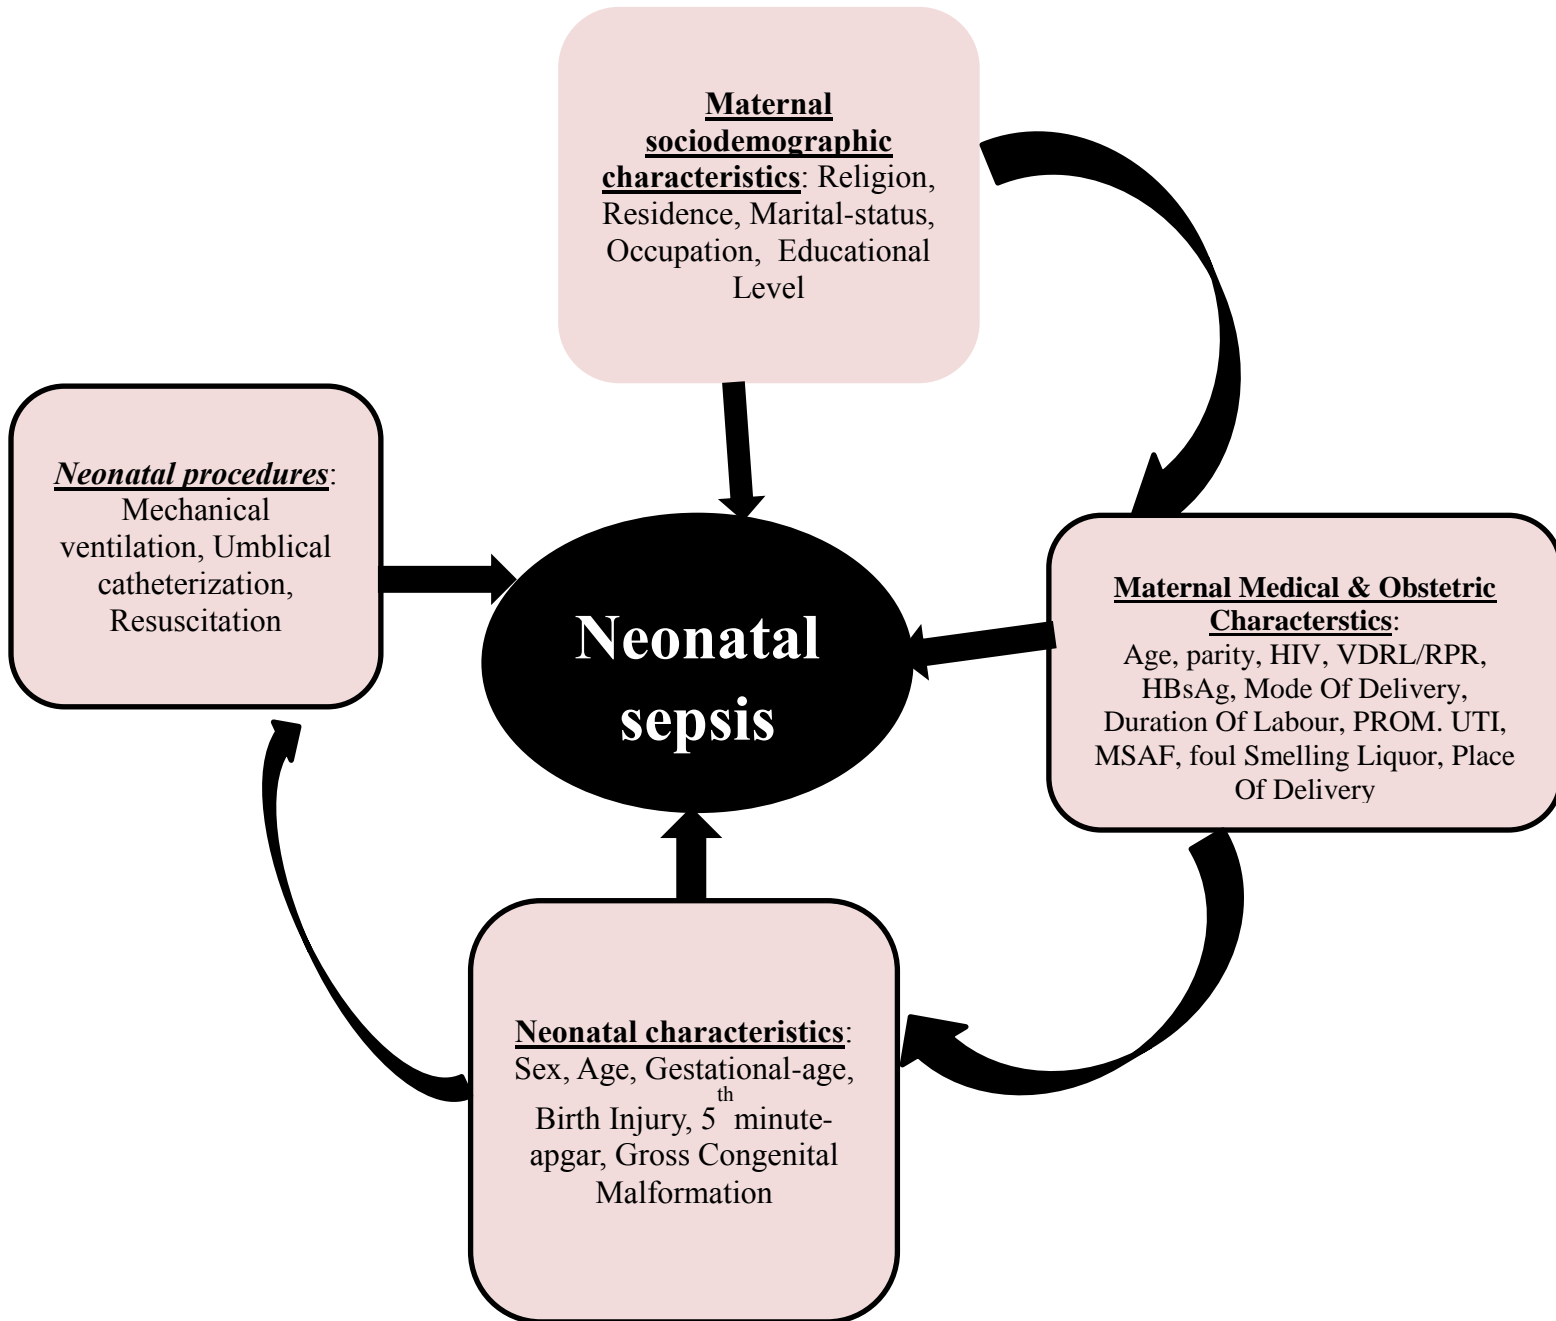 Maternal
sociodemographic
characteristics: Religion,
Residence, Marital-status,
Occupation, Educational
Level
Neonatal procedures:
Mechanical
ventilation, Umblical
catheterization,
Resuscitation
Neonatal
sepsis
Maternal Medical & Obstetric
Characterstics:
Age, parity, HIV, VDRL/RPR,
HBsAg, Mode Of Delivery,
Duration Of Labour, PROM. UTI,
MSAF, foul Smelling Liquor, Place
Of Delivery
Neonatal characteristics:
Sex, Age, Gestational-age,
Birth Injury, 5th minute-
apgar, Gross Congenital
Malformation